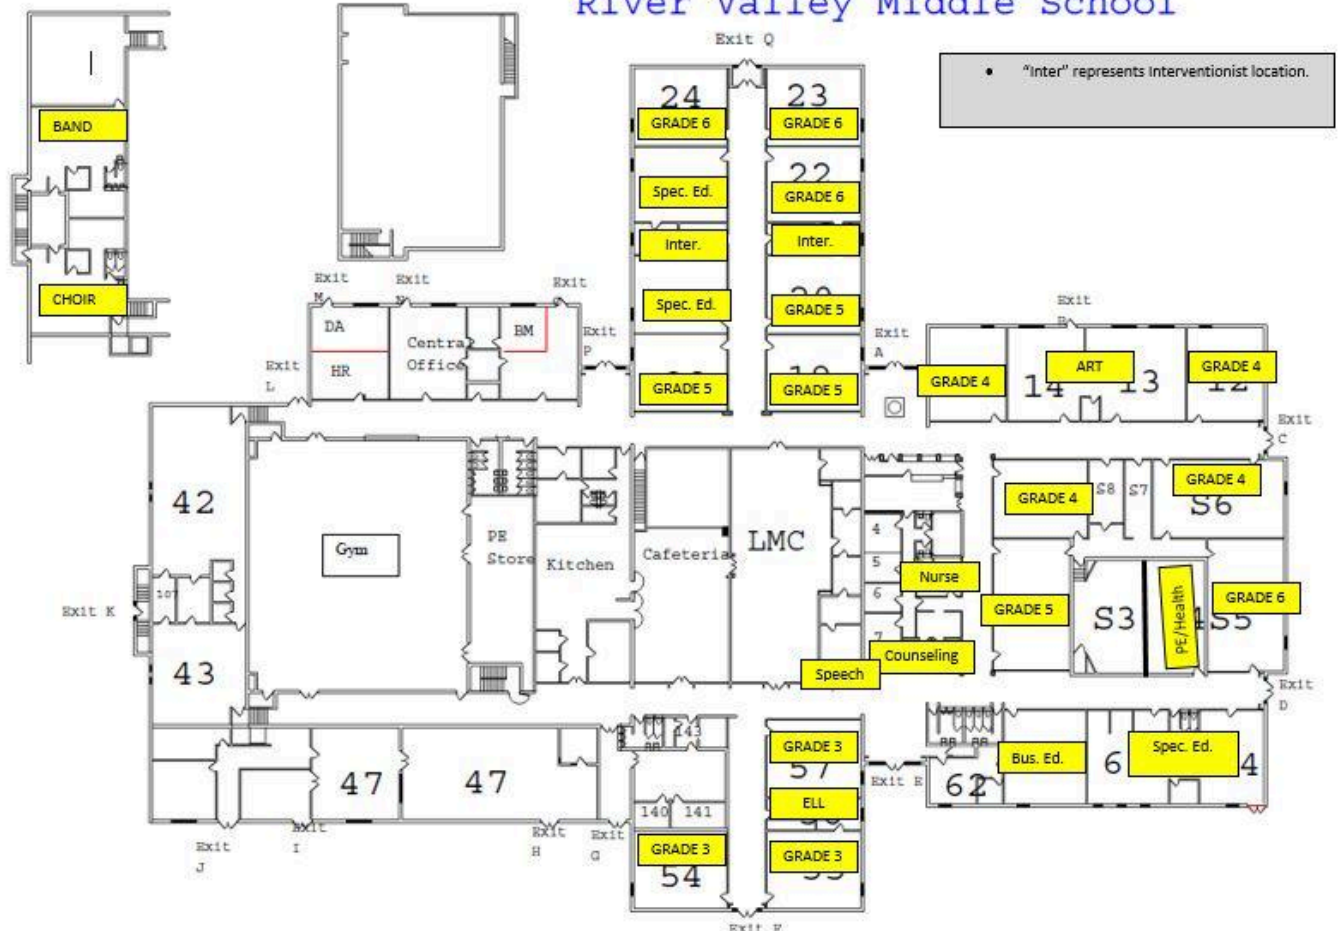 River Valley Middle School
Exit Q
• "Inter" represents Interventionist location.
24
GRADE 6
23
GRADE 6
BAND
Spec. Ed.
22
GRADE 6
Inter.
Inter.
CHOIR
Spec. Ed.
GRADE 5
Exit
Exit
Exit
DA
Centra
Office
BM
HR
Exit
P
Exit
L
GRADE 5
GRADE 5
Exit
A
Exit
GRADE 4
14
ART
13
GRADE 4
12
Exit
C
42
Gym
PE
Store
Kitchen
Cafeteria
LMC
4
5
6
7
Nurse
Counseling
Speech
GRADE 4
S8
S7
GRADE 4
S6
GRADE 5
S3
PE/Health
GRADE 6
S5
Exit K
107
43
Exit
D
47
47
143
140
141
GRADE 3
54
GRADE 3
57
ELL
GRADE 3
Exit E
RR
RR
62
Bus. Ed.
6
Spec. Ed.
4
Exit
J
Exit
I
Exit
H
Exit
G
Exit F